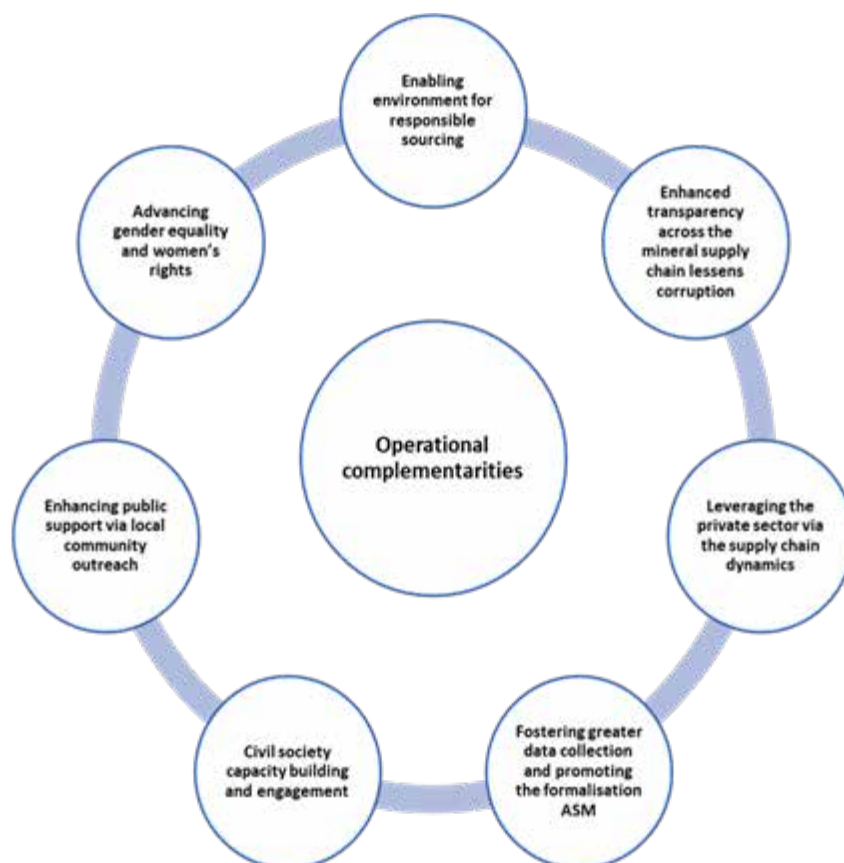 Enabling
environment for
responsible
sourcing
Enhanced
transparency
across the
mineral supply
chain lessens
corruption
Leveraging the
private sector via
the supply chain
dynamics
Fostering greater
data collection
and promoting
the formalisation
ASM
Civil society
capacity building
and engagement
Enhancing public
support via local
community
outreach
Advancing
gender equality
and women's
rights
Operational
complementarities